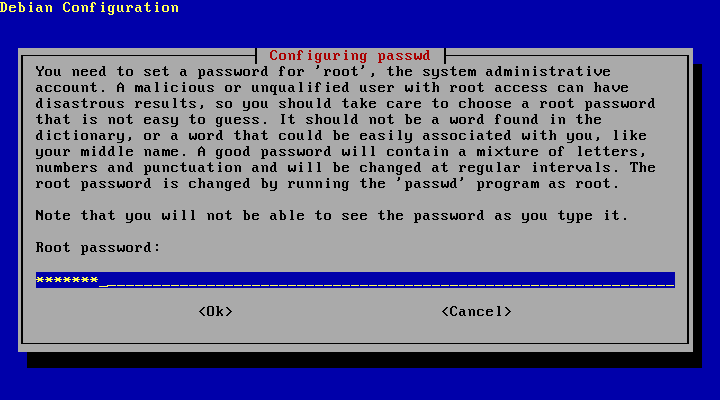 Debian Configuration
Configuring passwd
You need to set a password for 'root', the system administrative
account. A malicious or unqualified user with root access can have
disastrous results, so you should take care to choose a root password
that is not easy to guess. It should not be a word found in the
dictionary, or a word that could be easily associated with you, like
your middle name. A good password will contain a mixture of letters,
numbers and punctuation and will be changed at regular intervals. The
root password is changed by running the 'passwd' program as root.
Note that you will not be able to see the password as you type it.
Root password:
*******________________________________________________________________
<Ok> <Cancel>